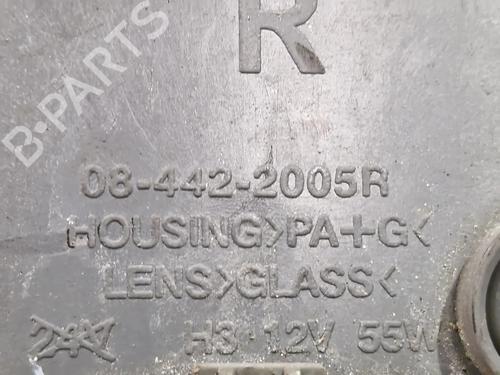 B-PARTS
R
08-442-2005R
HOUSING>PA+G<
LENS>GLASS<
H3 12V 55W